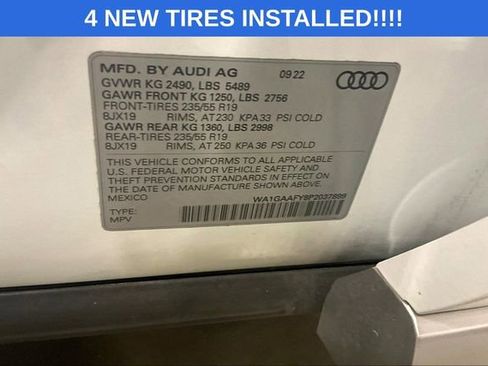 4 NEW TIRES INSTALLED!!!!
MFD. BY AUDI AG 09.22
GVWR KG 2490, LBS 5489
GAWR FRONT KG 1250, LBS 2756
FRONT-TIRES 235/55 R19
8JX19 RIMS, AT 230 KPA 33 PSI COLD
GAWR REAR KG 1360, LBS 2998
REAR-TIRES 235/55 R19
8JX19 RIMS, AT 250 KPA 36 PSI COLD
THIS VEHICLE CONFORMS TO ALL APPLICABLE
U.S. FEDERAL MOTOR VEHICLE SAFETY AND
THEFT PREVENTION STANDARDS IN EFFECT ON
THE DATE OF MANUFACTURE SHOWN ABOVE.
MEXICO
WA1GAAFY8P2037899
TYPE:
MPV